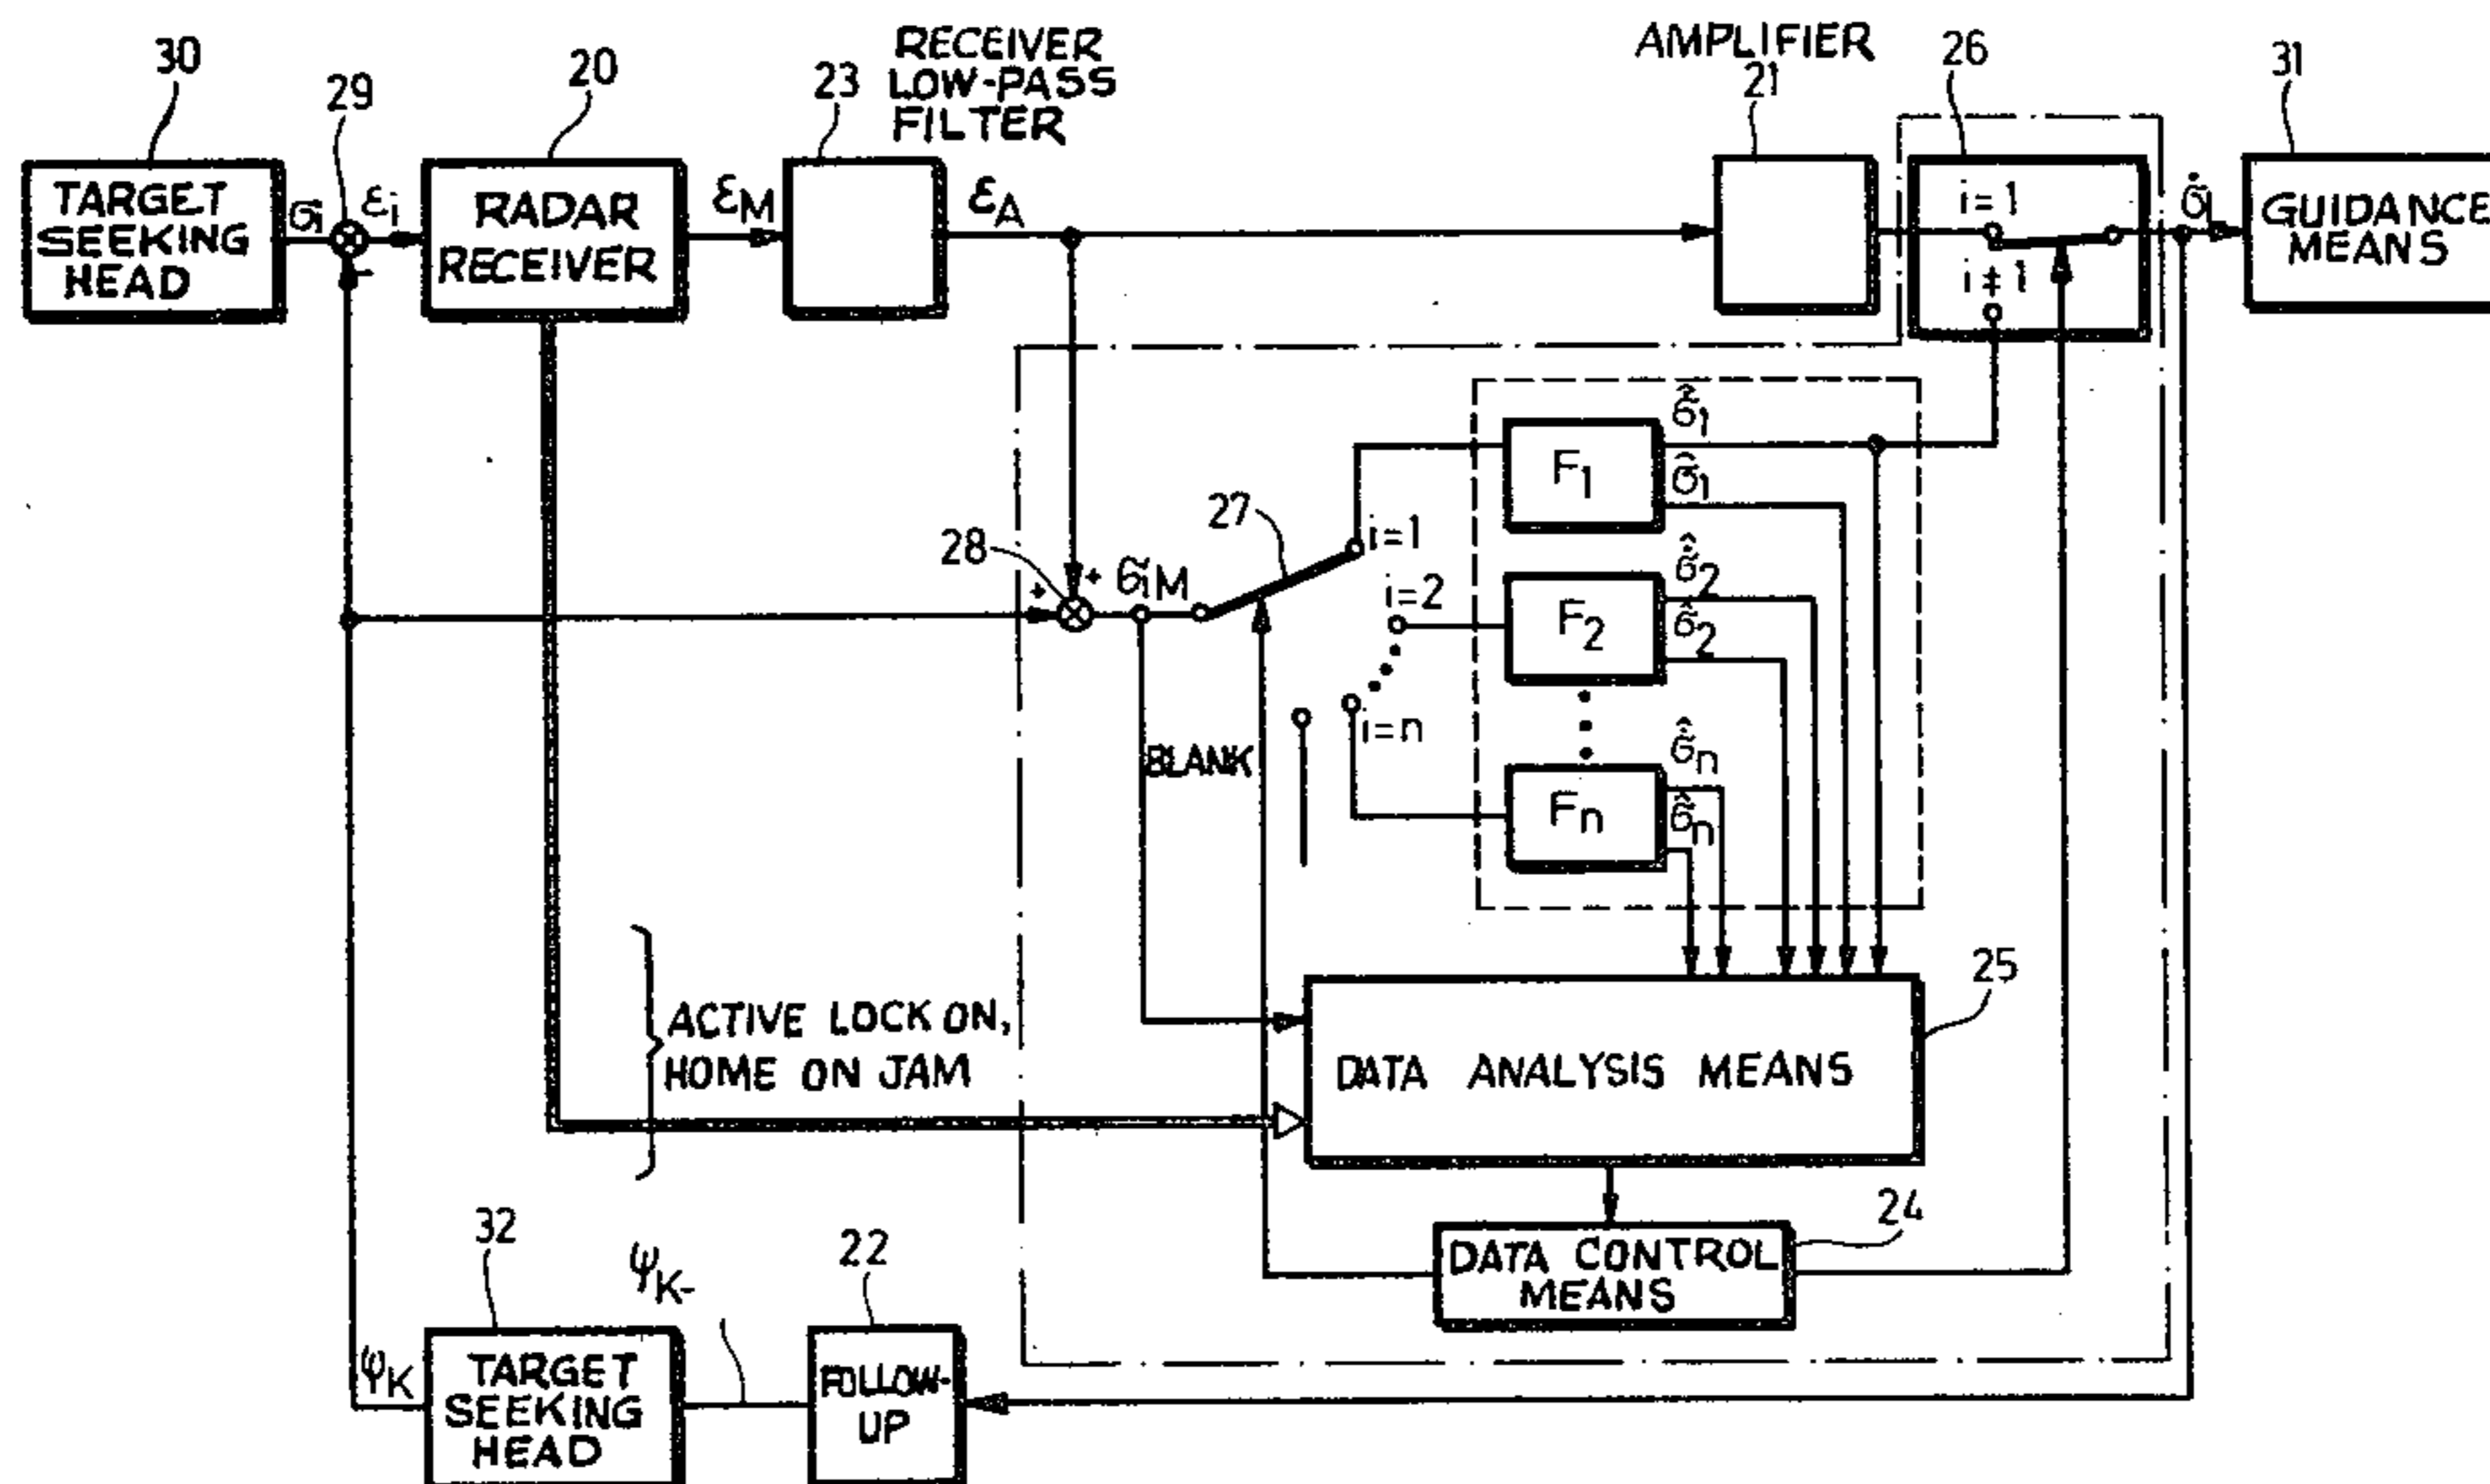 30
29
20
23
RECEIVER
LOW-PASS
FILTER
AMPLIFIER
21
26
31
TARGET
SEEKING
HEAD
σ
εi
-
RADAR
RECEIVER
εM
εA
i=1
i≠1
σ̇
GUIDANCE
MEANS
27
28
+
+
σ̃M
i=1
i=2
i=n
BLANK
F1
F2
Fn
25
ACTIVE LOCK ON,
HOME ON JAM
DATA ANALYSIS MEANS
24
DATA CONTROL
MEANS
32
ψK-
22
ψK
TARGET
SEEKING
HEAD
FOLLOW-
UP